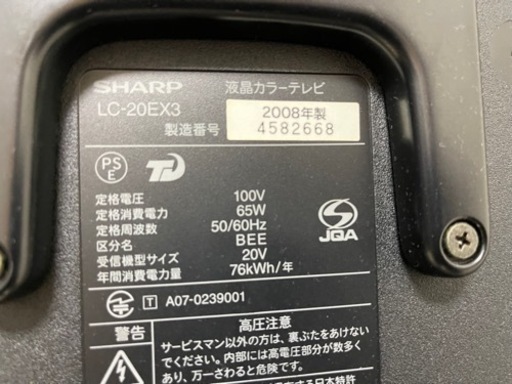 SHARP 液晶カラーテレビ
LC-20EX3 2008年製
製造番号 4582668
PS
E
定格電圧 100V
定格消費電力 65W
定格周波数 50/60Hz
区分名 BEE
受信機型サイズ 20V
年間消費電力量 76kWh/年
JQA
T A07-0239001
警告 高圧注意
サービスマン以外の方は、裏ぶたをあけない
でください。内部には高電圧部分が数多く
あり、万一さわると危険です。